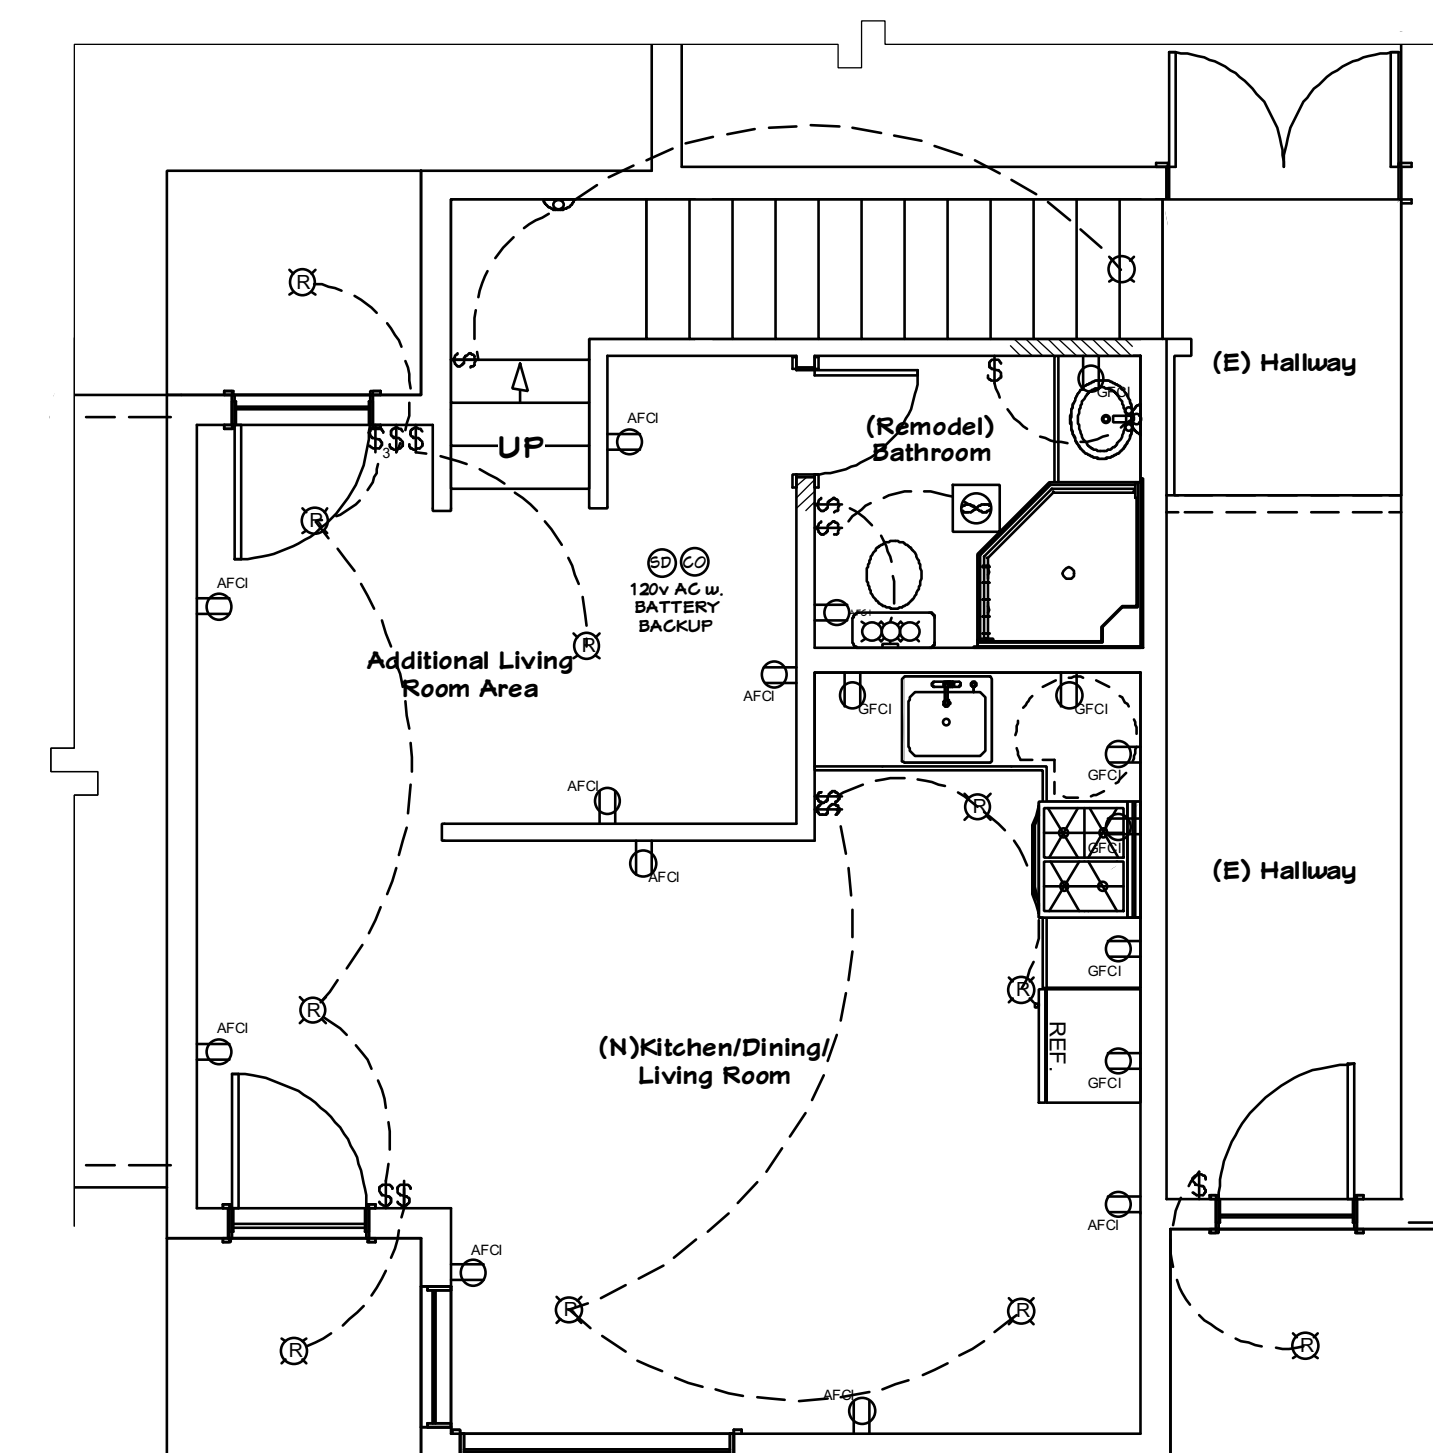 R
$
(E) Hallway
GFCI
AFCI
(Remodel)
Bathroom
$
$$$
3
UP
$
$
R
SD CO
120v AC w.
BATTERY
BACKUP
AFCI
AFCI
R
Additional Living
Room Area
AFCI
GFCI
GFCI
GFCI
AFCI
$$
R
GFCI
(E) Hallway
AFCI
GFCI
R
R
AFCI
REF.
(N)Kitchen/Dining/
Living Room
GFCI
$$
$
AFCI
AFCI
R
R
R
R
AFCI